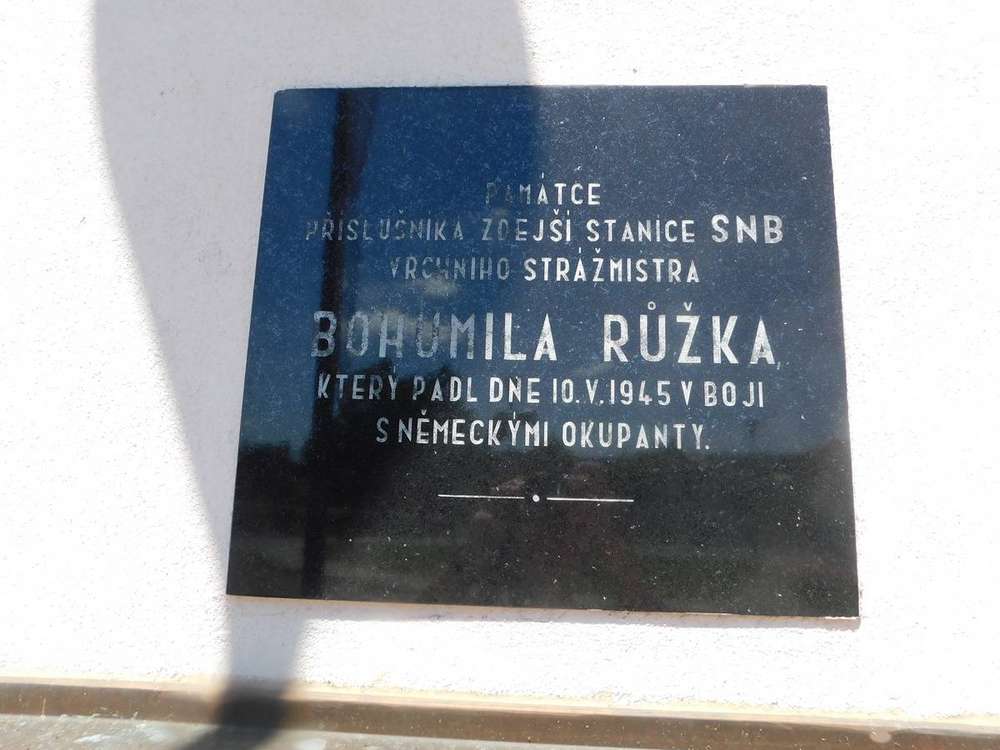 PAMÁTCE
PŘÍSLUŠNÍKA ZDEJŠÍ STANICE SNB
VRCHNÍHO STRÁŽMISTRA
BOHUMILA RŮŽKA,
KTERÝ PADL DNE 10.V.1945 V BOJI
S NĚMECKÝMI OKUPANTY.